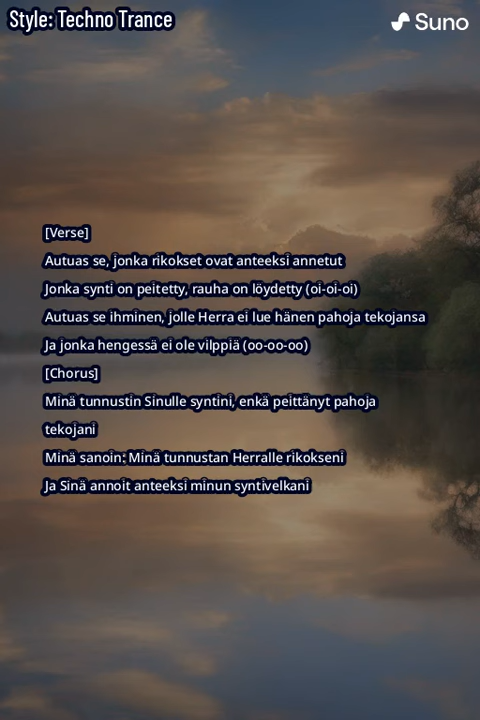 Style: Techno Trance
Suno
[Verse]
Autuas se, jonka rikokset ovat anteeksi annetut
Jonka synti on peitetty, rauha on löydetty (oi-oi-oi)
Autuas se ihminen, jolle Herra ei lue hänen pahoja tekojansa
Ja jonka hengessä ei ole vilppiä (oo-oo-oo)
[Chorus]
Minä tunnustin Sinulle syntini, enkä peittänyt pahoja
tekojani
Minä sanoin: Minä tunnustan Herralle rikokseni
Ja Sinä annoit anteeksi minun syntivelkani